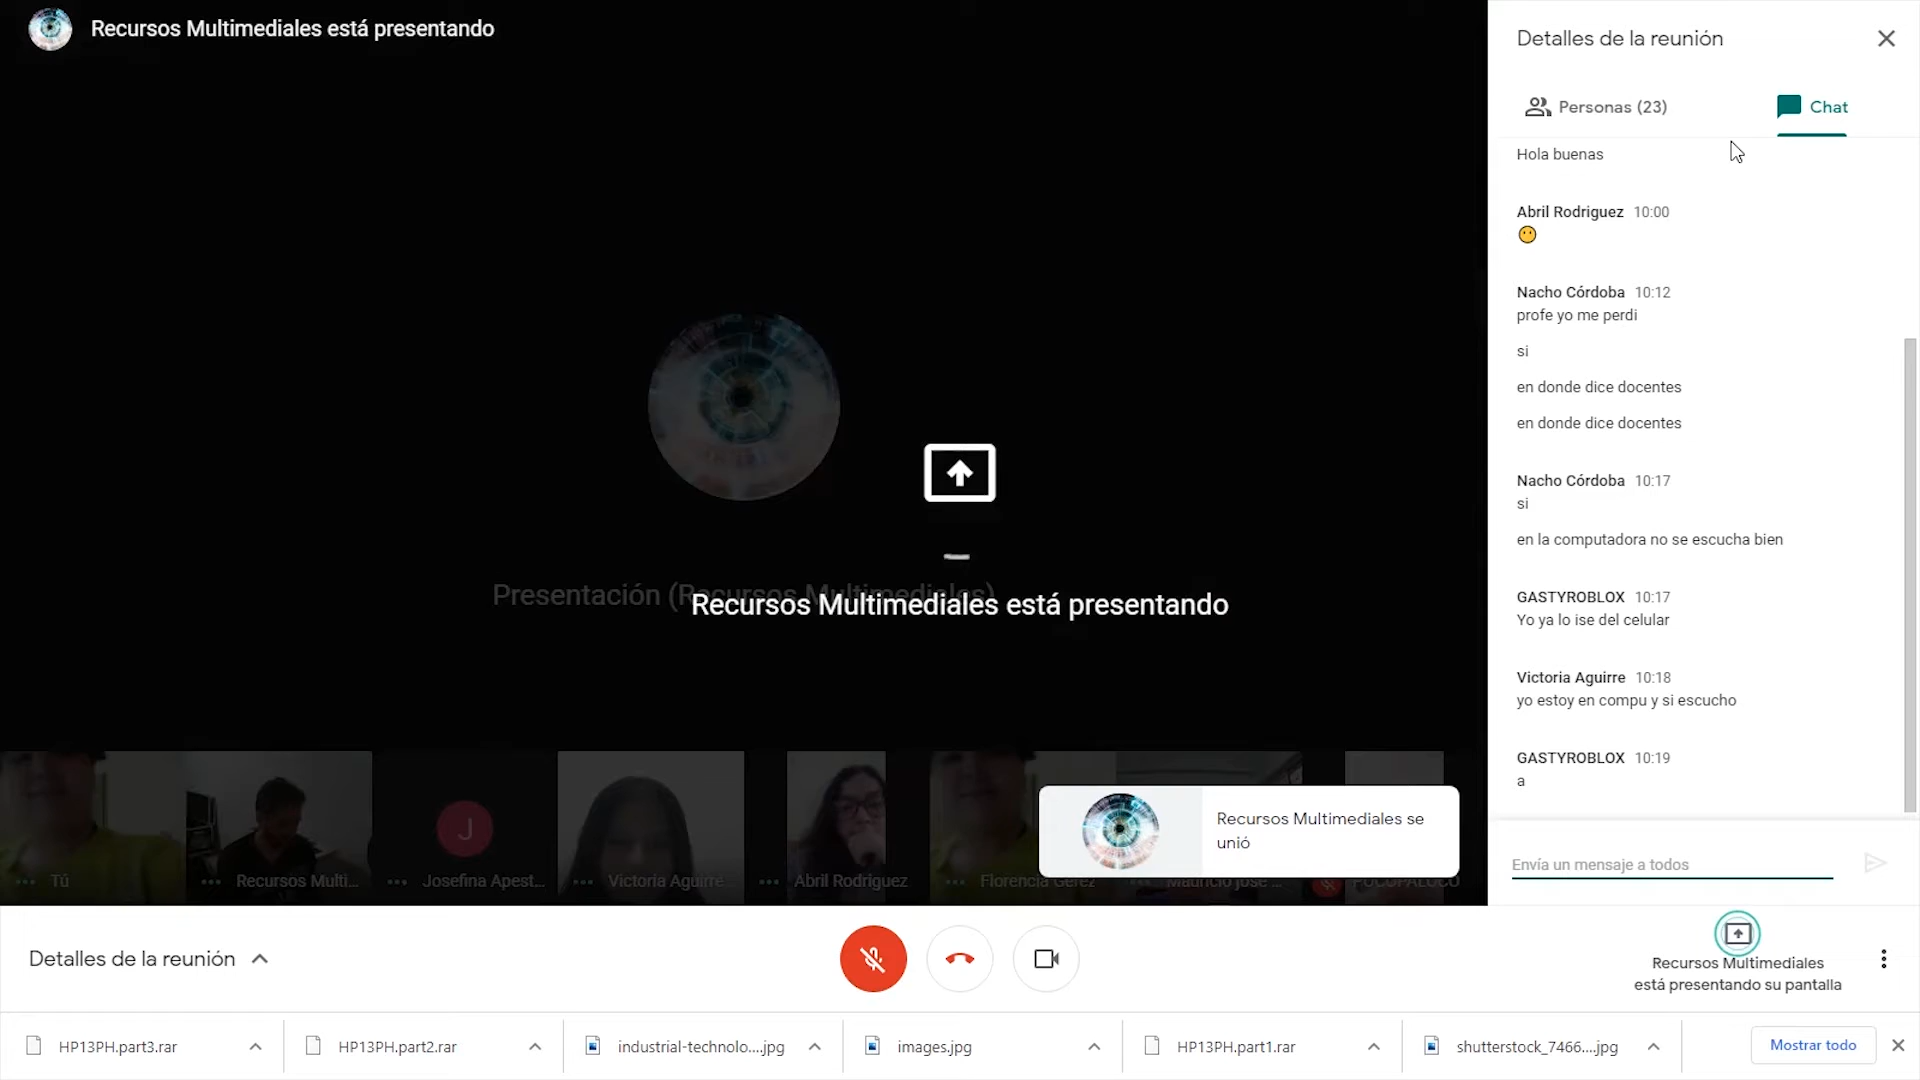 Recursos Multimediales está presentando
Presentación (Recursos Multimediales)
Recursos Multimediales está presentando
Tú
Recursos Multi...
Josefina Apest...
Victoria Aguirre...
Abril Rodriguez
Florencia Gerez
Mauricio jose ...
POCOPALOCO
Recursos Multimediales se
unió
Detalles de la reunión
Personas (23)
Chat
Hola buenas
Abril Rodriguez 10:00
Nacho Córdoba 10:12
profe yo me perdi
si
en donde dice docentes
en donde dice docentes
Nacho Córdoba 10:17
si
en la computadora no se escucha bien
GASTYROBLOX 10:17
Yo ya lo ise del celular
Victoria Aguirre 10:18
yo estoy en compu y si escucho
GASTYROBLOX 10:19
a
Envía un mensaje a todos
Detalles de la reunión
Recursos Multimediales
está presentando su pantalla
HP13PH.part3.rar
HP13PH.part2.rar
industrial-technolo....jpg
images.jpg
HP13PH.part1.rar
shutterstock_7466....jpg
Mostrar todo